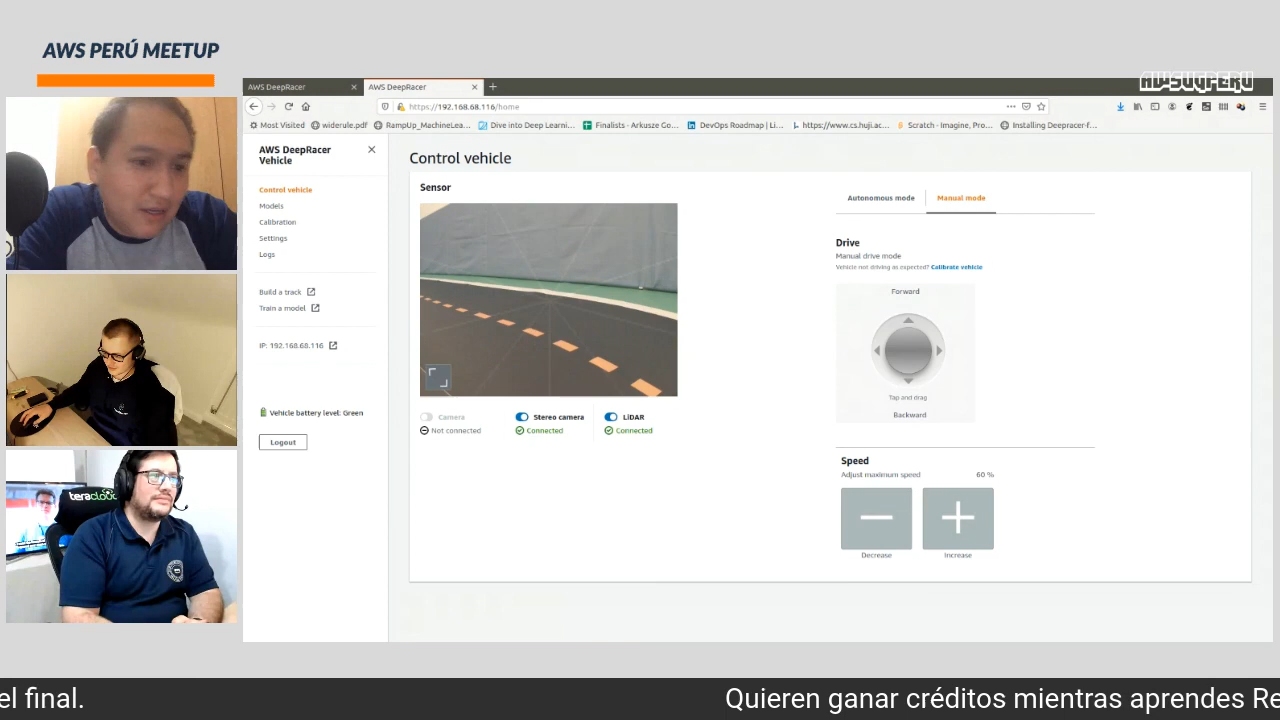 AWS PERÚ MEETUP
AWSUGPERU
AWS DeepRacer
AWS DeepRacer
https://192.168.68.116/home
Most Visited
widerule.pdf
RampUp_MachineLea...
Dive into Deep Learni...
Finalists - Arkusze Go...
DevOps Roadmap | Li...
https://www.cs.huji.ac...
Scratch - Imagine, Pro...
Installing Deepracer-f...
AWS DeepRacer
Vehicle
Control vehicle
Models
Calibration
Settings
Logs
Build a track
Train a model
IP: 192.168.68.116
Vehicle battery level: Green
Logout
Control vehicle
Sensor
Camera
Not connected
Stereo camera
Connected
LiDAR
Connected
Autonomous mode
Manual mode
Drive
Manual drive mode
Vehicle not driving as expected? Calibrate vehicle
Forward
Tap and drag
Backward
Speed
Adjust maximum speed 60 %
Decrease
Increase
teracloud
el final.
Quieren ganar créditos mientras aprendes Re